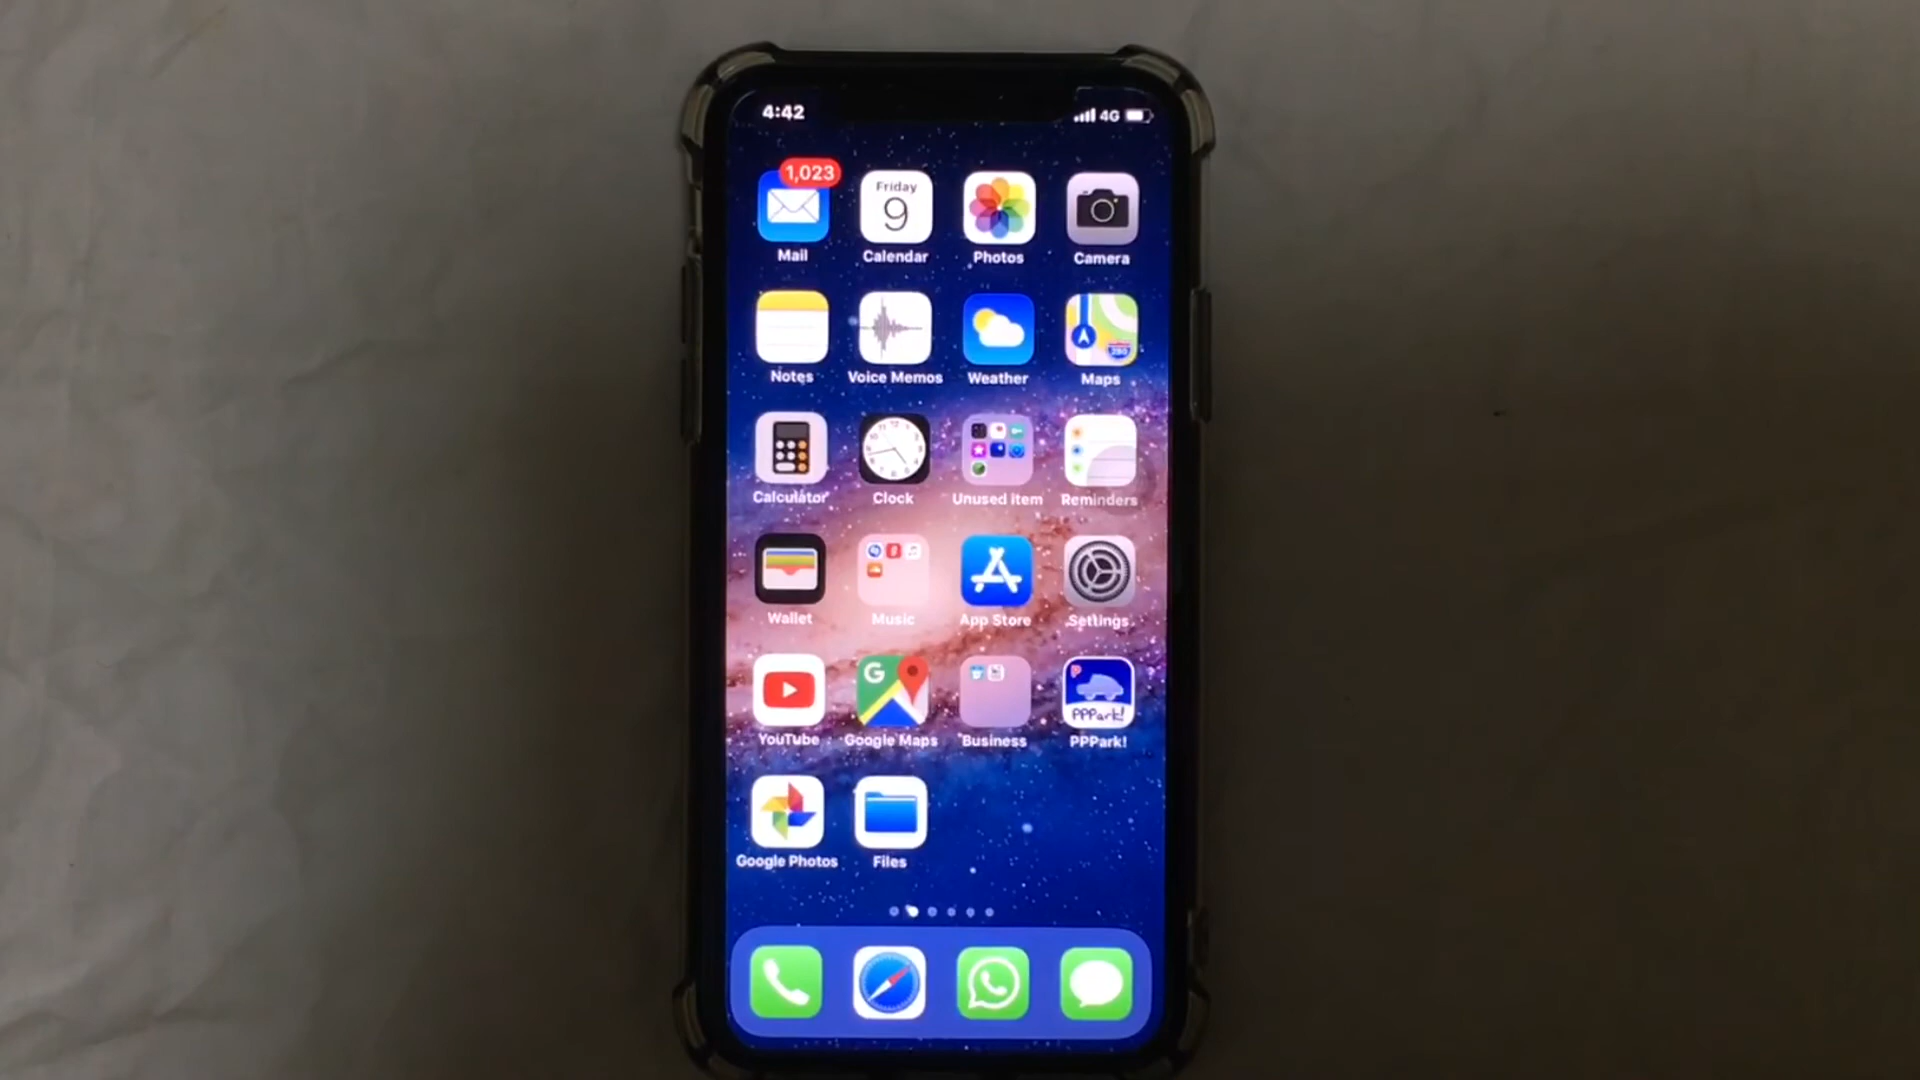 4:42 4G
1,023
Friday
9
Mail Calendar Photos Camera
280
Notes Voice Memos Weather Maps
Calculator Clock Unused item Reminders
Wallet Music App Store Settings
G P
PPPark!
YouTube Google Maps Business PPPark!
Google Photos Files